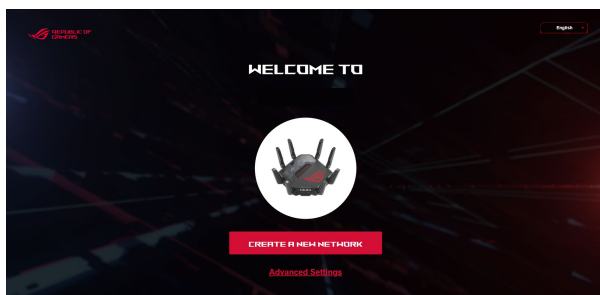 REPUBLIC OF
GAMERS
English
WELCOME TO
CREATE A NEW NETWORK
Advanced Settings